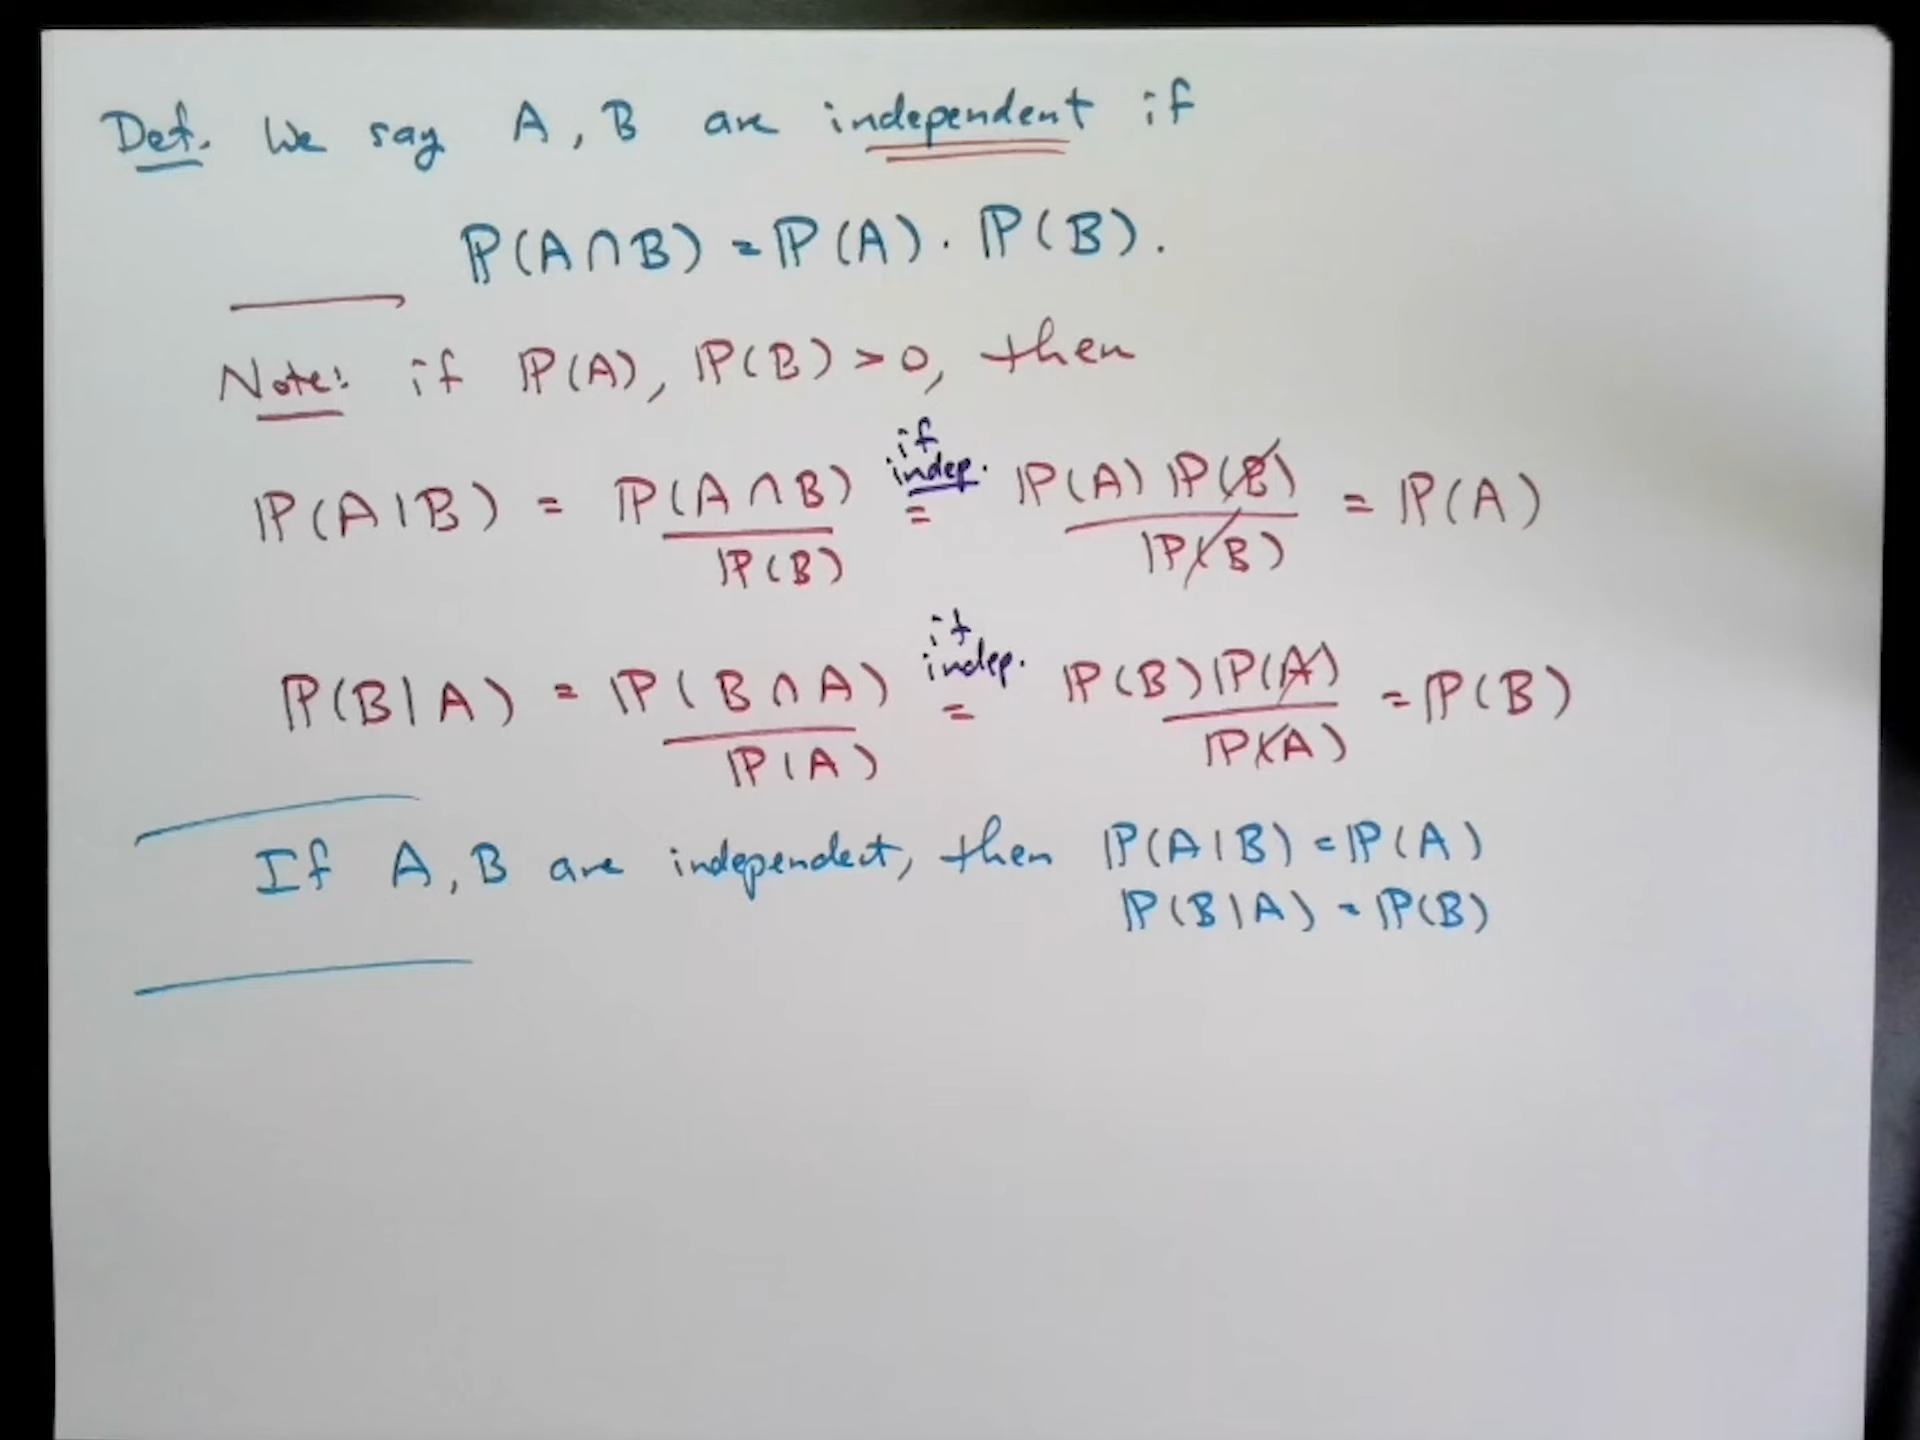 Def. We say A, B are independent if
ℙ(A∩B) = ℙ(A) · ℙ(B).
Note: if ℙ(A), ℙ(B) > 0, then
ℙ(A|B) = ℙ(A∩B)/ℙ(B) if indep. = ℙ(A) ℙ(B)/ℙ(B) = ℙ(A)
ℙ(B|A) = ℙ(B∩A)/ℙ(A) if indep. = ℙ(B) ℙ(A)/ℙ(A) = ℙ(B)
If A, B are independent, then ℙ(A|B) = ℙ(A)
ℙ(B|A) = ℙ(B)